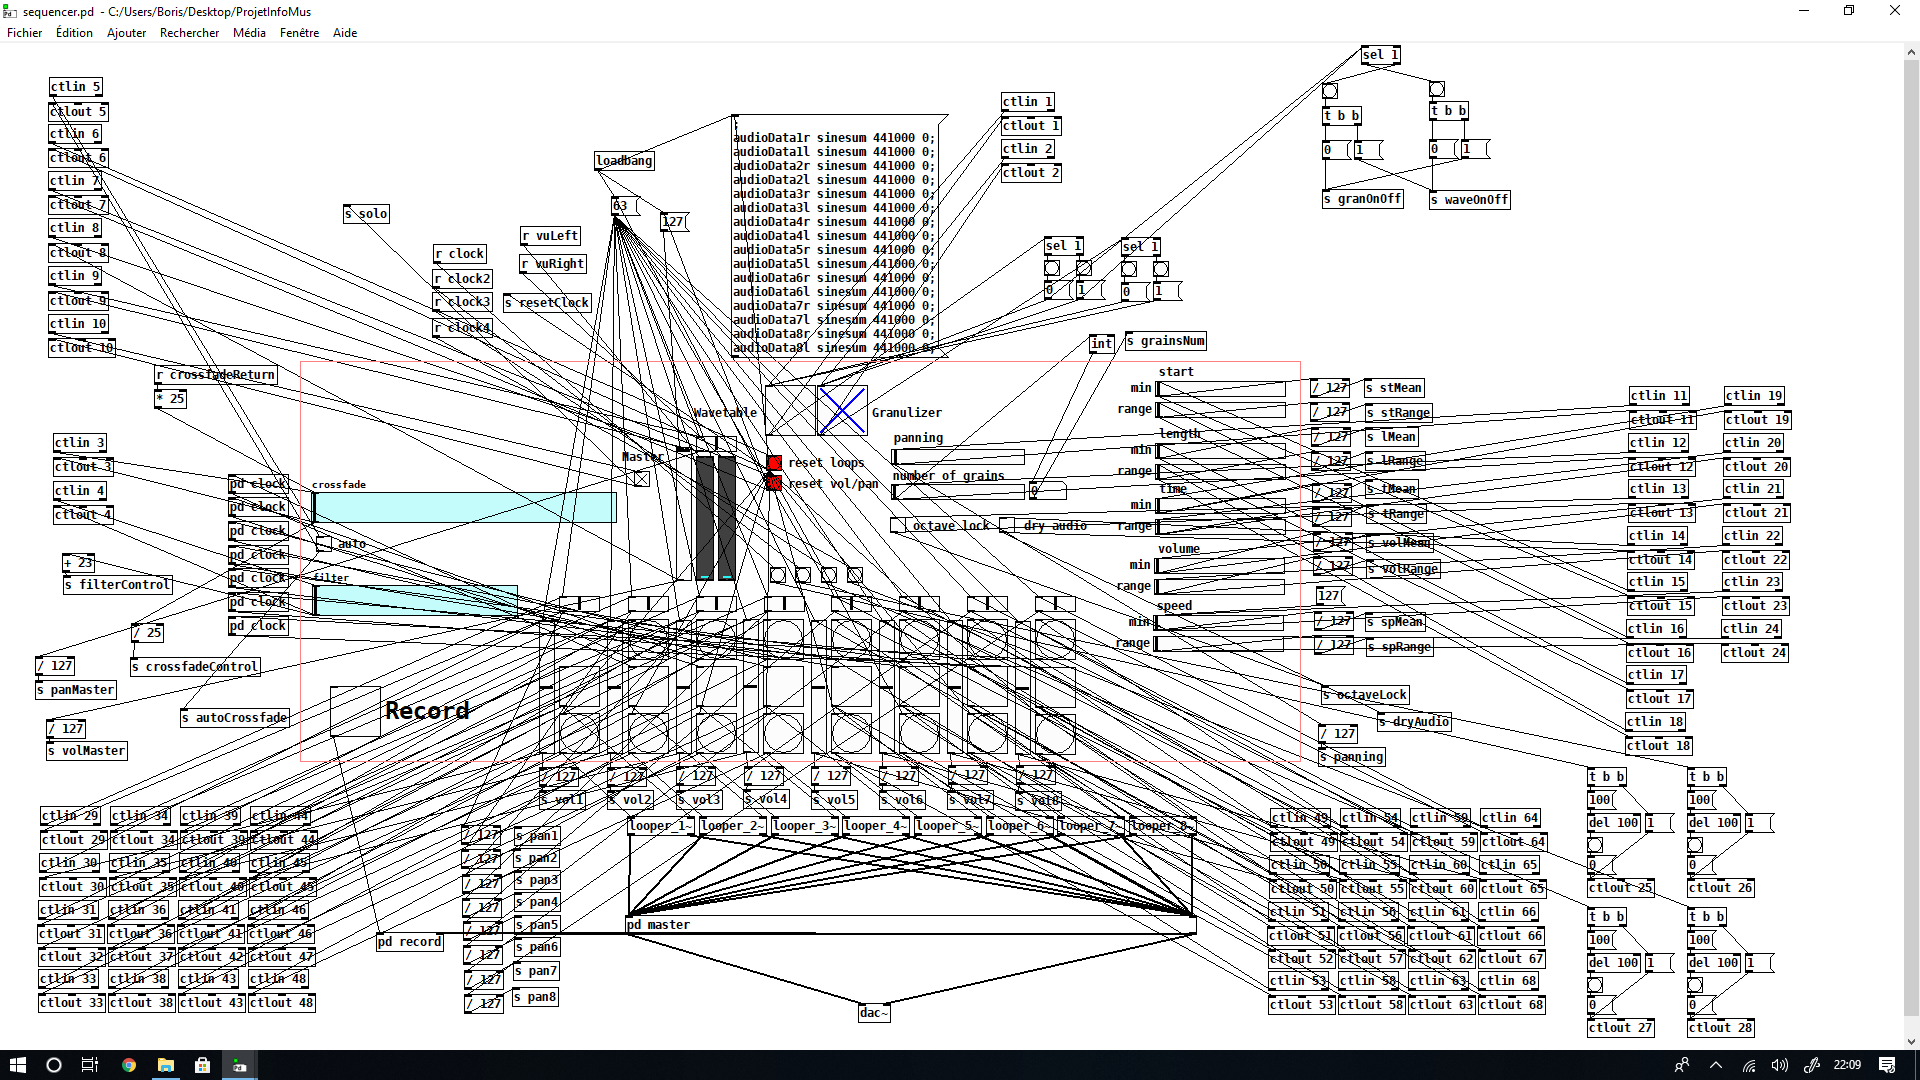 sequencer.pd - C:/Users/Boris/Desktop/ProjetInfoMus
Fichier Édition Ajouter Rechercher Média Fenêtre Aide
sel 1
t b b
t b b
0 1
0 1
s granOnOff
s waveOnOff
ctlin 5
ctlout 5
ctlin 6
ctlout 6
ctlin 7
ctlout 7
ctlin 8
ctlout 8
ctlin 9
ctlout 9
ctlin 10
ctlout 10
ctlin 1
ctlout 1
ctlin 2
ctlout 2
loadbang
63
127
audioData1r sinesum 441000 0;
audioData1l sinesum 441000 0;
audioData2r sinesum 441000 0;
audioData2l sinesum 441000 0;
audioData3r sinesum 441000 0;
audioData3l sinesum 441000 0;
audioData4r sinesum 441000 0;
audioData4l sinesum 441000 0;
audioData5r sinesum 441000 0;
audioData5l sinesum 441000 0;
audioData6r sinesum 441000 0;
audioData6l sinesum 441000 0;
audioData7r sinesum 441000 0;
audioData7l sinesum 441000 0;
audioData8r sinesum 441000 0;
audioData8l sinesum 441000 0;
s solo
r clock
r clock2
r clock3
r clock4
r vuLeft
r vuRight
s resetClock
sel 1
sel 1
0 1
0 1
int
s grainsNum
r crossfadeReturn
* 25
ctlin 3
ctlout 3
ctlin 4
ctlout 4
+ 23
s filterControl
/ 25
s crossfadeControl
/ 127
s panMaster
s autoCrossfade
/ 127
s volMaster
pd clock
pd clock
pd clock
pd clock
pd clock
pd clock
pd clock
crossfade
auto
filter
Record
Wavetable
Granulizer
Master
reset loops
reset vol/pan
panning
number of grains
0
octave lock
dry audio
start
min
range
length
min
range
time
min
range
volume
min
range
speed
min
range
/ 127 s stMean
/ 127 s stRange
/ 127 s lMean
/ 127 s lRange
/ 127 s tMean
/ 127 s tRange
/ 127 s volMean
/ 127 s volRange
127
/ 127 s spMean
/ 127 s spRange
s octaveLock
s dryAudio
/ 127
s panning
ctlin 11 ctlin 19
ctlout 11 ctlout 19
ctlin 12 ctlin 20
ctlout 12 ctlout 20
ctlin 13 ctlin 21
ctlout 13 ctlout 21
ctlin 14 ctlin 22
ctlout 14 ctlout 22
ctlin 15 ctlin 23
ctlout 15 ctlout 23
ctlin 16 ctlin 24
ctlout 16 ctlout 24
ctlin 17
ctlout 17
ctlin 18
ctlout 18
/ 127 / 127 / 127 / 127 / 127 / 127 / 127 / 127
s vol1 s vol2 s vol3 s vol4 s vol5 s vol6 s vol7 s vol8
looper_1~ looper_2~ looper_3~ looper_4~ looper_5~ looper_6~ looper_7~ looper_8~
/ 127 s pan1
/ 127 s pan2
/ 127 s pan3
/ 127 s pan4
/ 127 s pan5
/ 127 s pan6
/ 127 s pan7
/ 127 s pan8
pd record
pd master
dac~
ctlin 29 ctlin 34 ctlin 39 ctlin 44
ctlout 29 ctlout 34 ctlout 39 ctlout 44
ctlin 30 ctlin 35 ctlin 40 ctlin 45
ctlout 30 ctlout 35 ctlout 40 ctlout 45
ctlin 31 ctlin 36 ctlin 41 ctlin 46
ctlout 31 ctlout 36 ctlout 41 ctlout 46
ctlout 32 ctlout 37 ctlout 42 ctlout 47
ctlin 33 ctlin 38 ctlin 43 ctlin 48
ctlout 33 ctlout 38 ctlout 43 ctlout 48
ctlin 49 ctlin 54 ctlin 59 ctlin 64
ctlout 49 ctlout 54 ctlout 59 ctlout 64
ctlin 50 ctlin 55 ctlin 60 ctlin 65
ctlout 50 ctlout 55 ctlout 60 ctlout 65
ctlin 51 ctlin 56 ctlin 61 ctlin 66
ctlout 51 ctlout 56 ctlout 61 ctlout 66
ctlout 52 ctlout 57 ctlout 62 ctlout 67
ctlin 53 ctlin 58 ctlin 63 ctlin 68
ctlout 53 ctlout 58 ctlout 63 ctlout 68
t b b t b b
100 100
del 100 1 del 100 1
0 0
ctlout 25 ctlout 26
t b b t b b
100 100
del 100 1 del 100 1
0 0
ctlout 27 ctlout 28
22:09